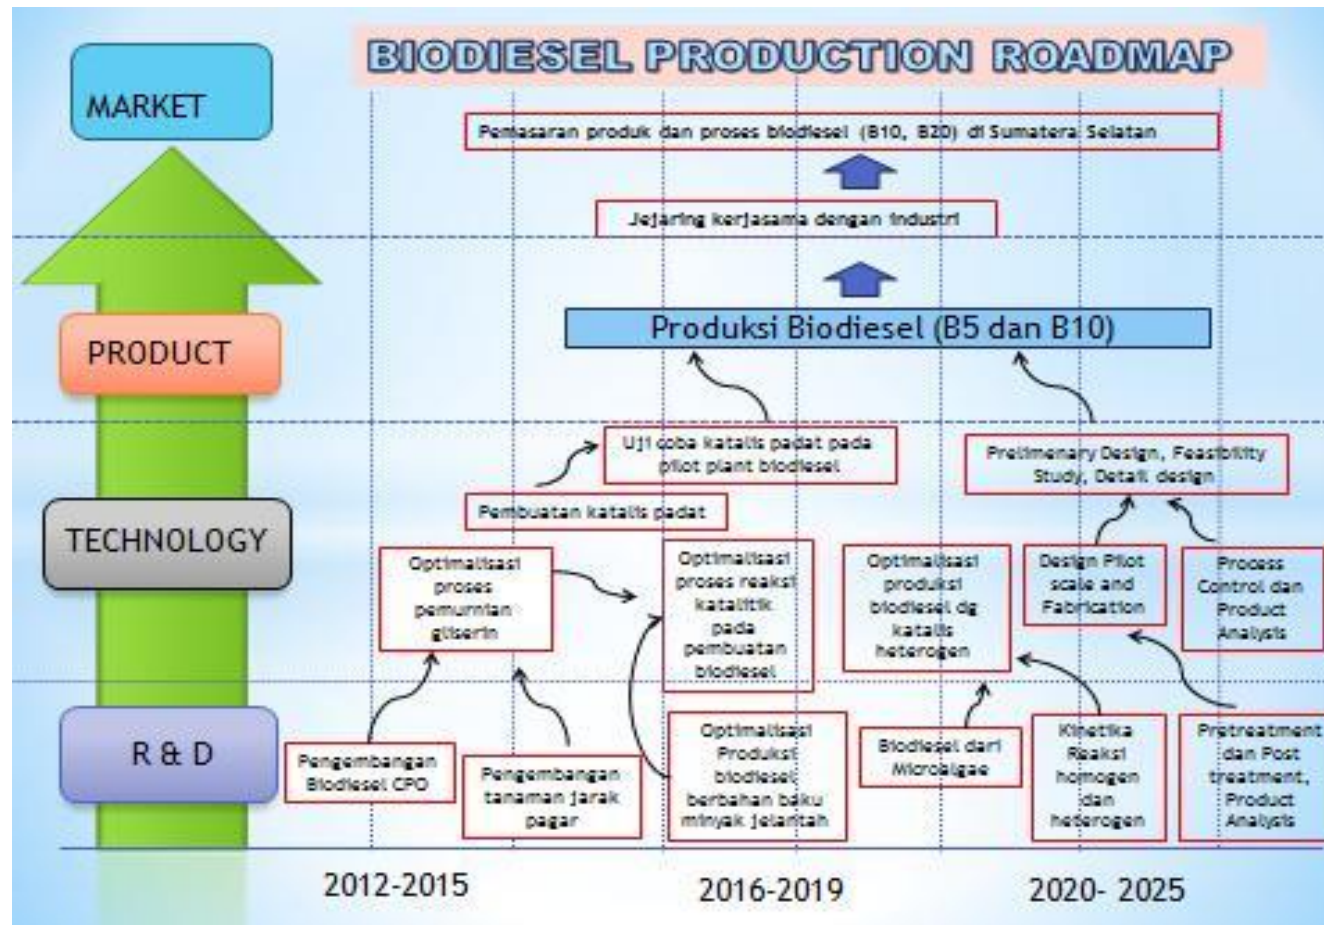 BIODIESEL PRODUCTION ROADMAP
MARKET
Pemasaran produk dan proses biodiesel (B10, B20) di Sumatera Selatan
Jejaring kerjasama dengan industri
PRODUCT
Produksi Biodiesel (B5 dan B10)
Uji coba katalis padat pada
pilot plant biodiesel
Prelimenary Design, Feasibility
Study, Detail design
TECHNOLOGY
Pembuatan katalis padat
Optimalisasi
proses
pemurnian
gliserin
Optimalisasi
proses reaksi
katalitik
pada
pembuatan
biodiesel
Optimalisasi
produksi
biodiesel dg
katalis
heterogen
Design Pilot
scale and
Fabrication
Process
Control dan
Product
Analysis
R & D
Pengembangan
Biodiesel CPO
Pengembangan
tanaman jarak
pagar
Optimalisasi
Produksi
biodiesel
berbahan baku
minyak jelantah
Biodiesel dari
Microalgae
Kinetika
Reaksi
homogen
dan
heterogen
Pretreatment
dan Post
treatment,
Product
Analysis
2012-2015
2016-2019
2020- 2025